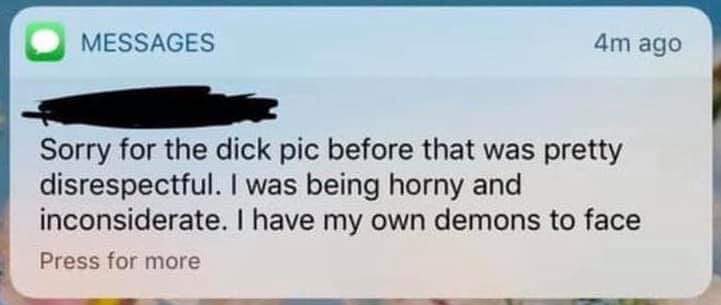 MESSAGES 4m ago
Sorry for the dick pic before that was pretty
disrespectful. I was being horny and
inconsiderate. I have my own demons to face
Press for more